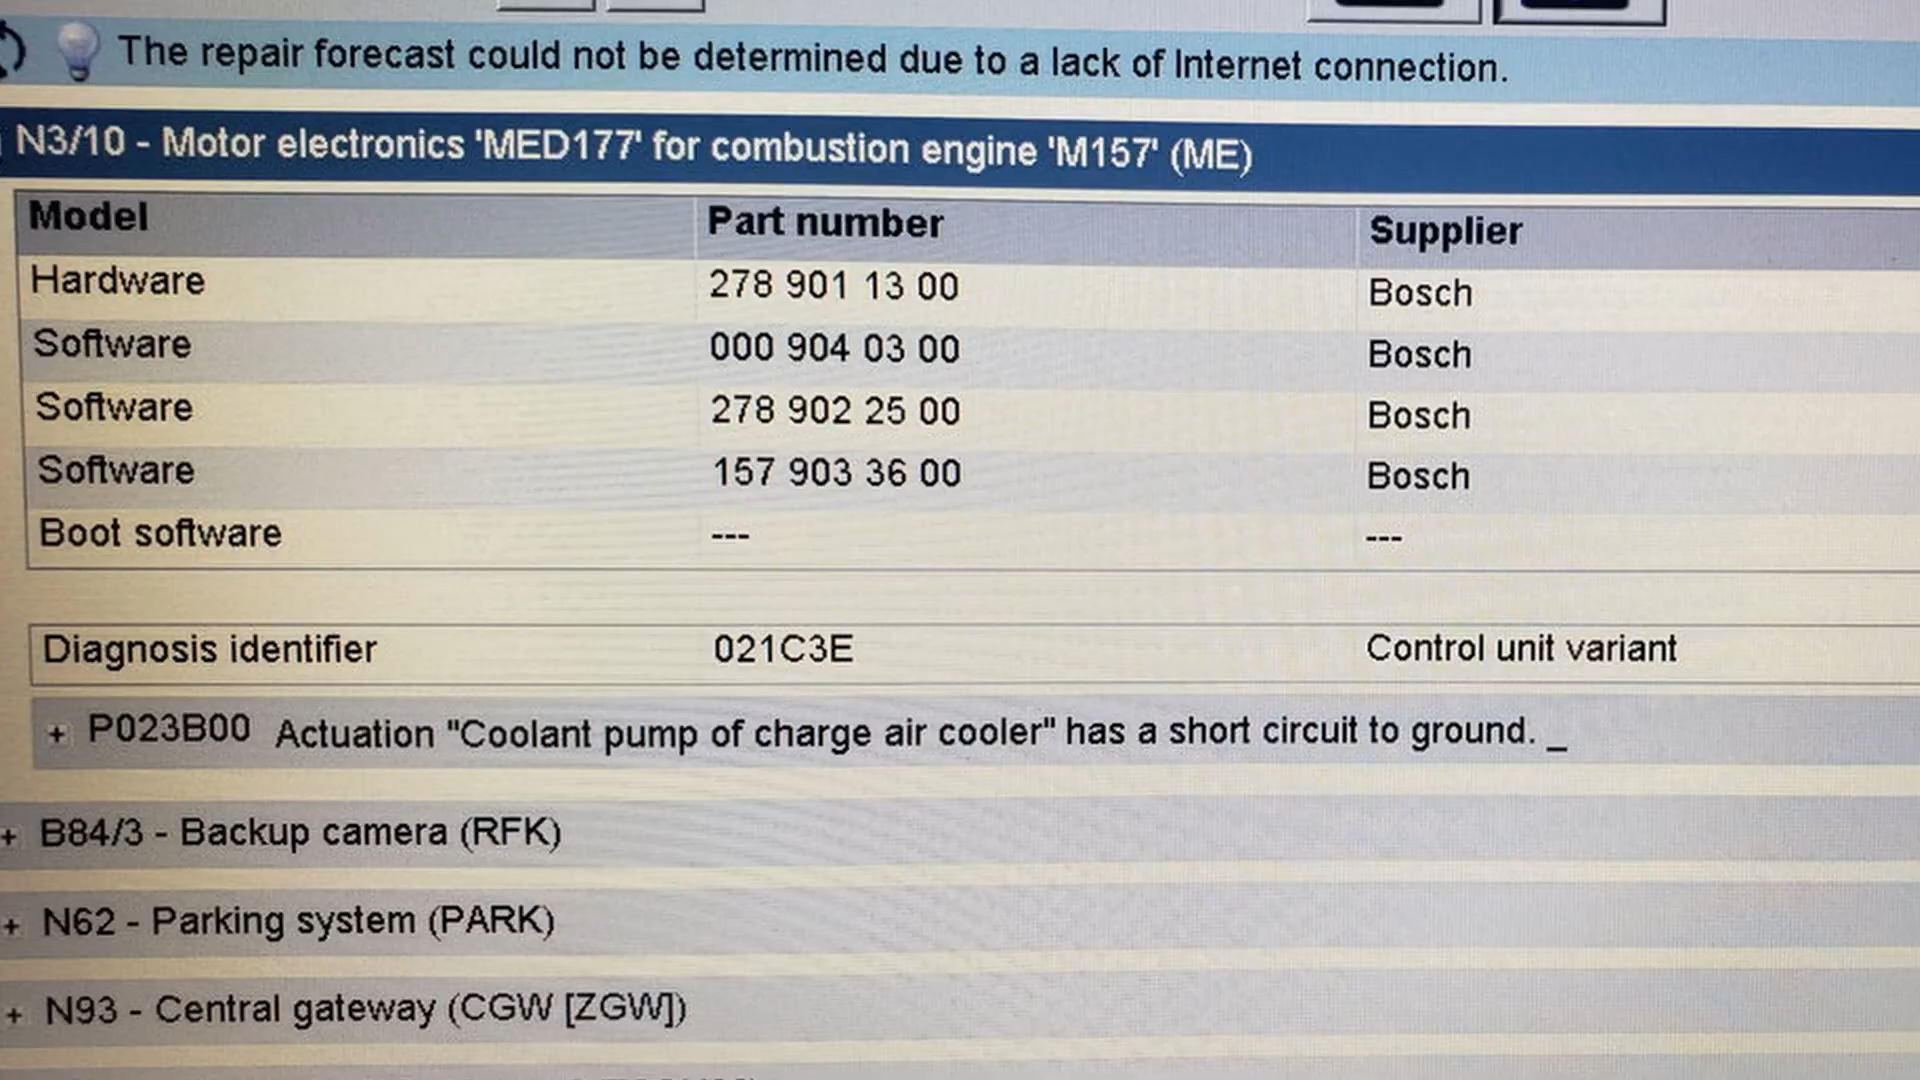 The repair forecast could not be determined due to a lack of Internet connection.
N3/10 - Motor electronics 'MED177' for combustion engine 'M157' (ME)
Model Part number Supplier
Hardware 278 901 13 00 Bosch
Software 000 904 03 00 Bosch
Software 278 902 25 00 Bosch
Software 157 903 36 00 Bosch
Boot software --- ---
Diagnosis identifier 021C3E Control unit variant
+ P023B00 Actuation "Coolant pump of charge air cooler" has a short circuit to ground. _
+ B84/3 - Backup camera (RFK)
+ N62 - Parking system (PARK)
+ N93 - Central gateway (CGW [ZGW])